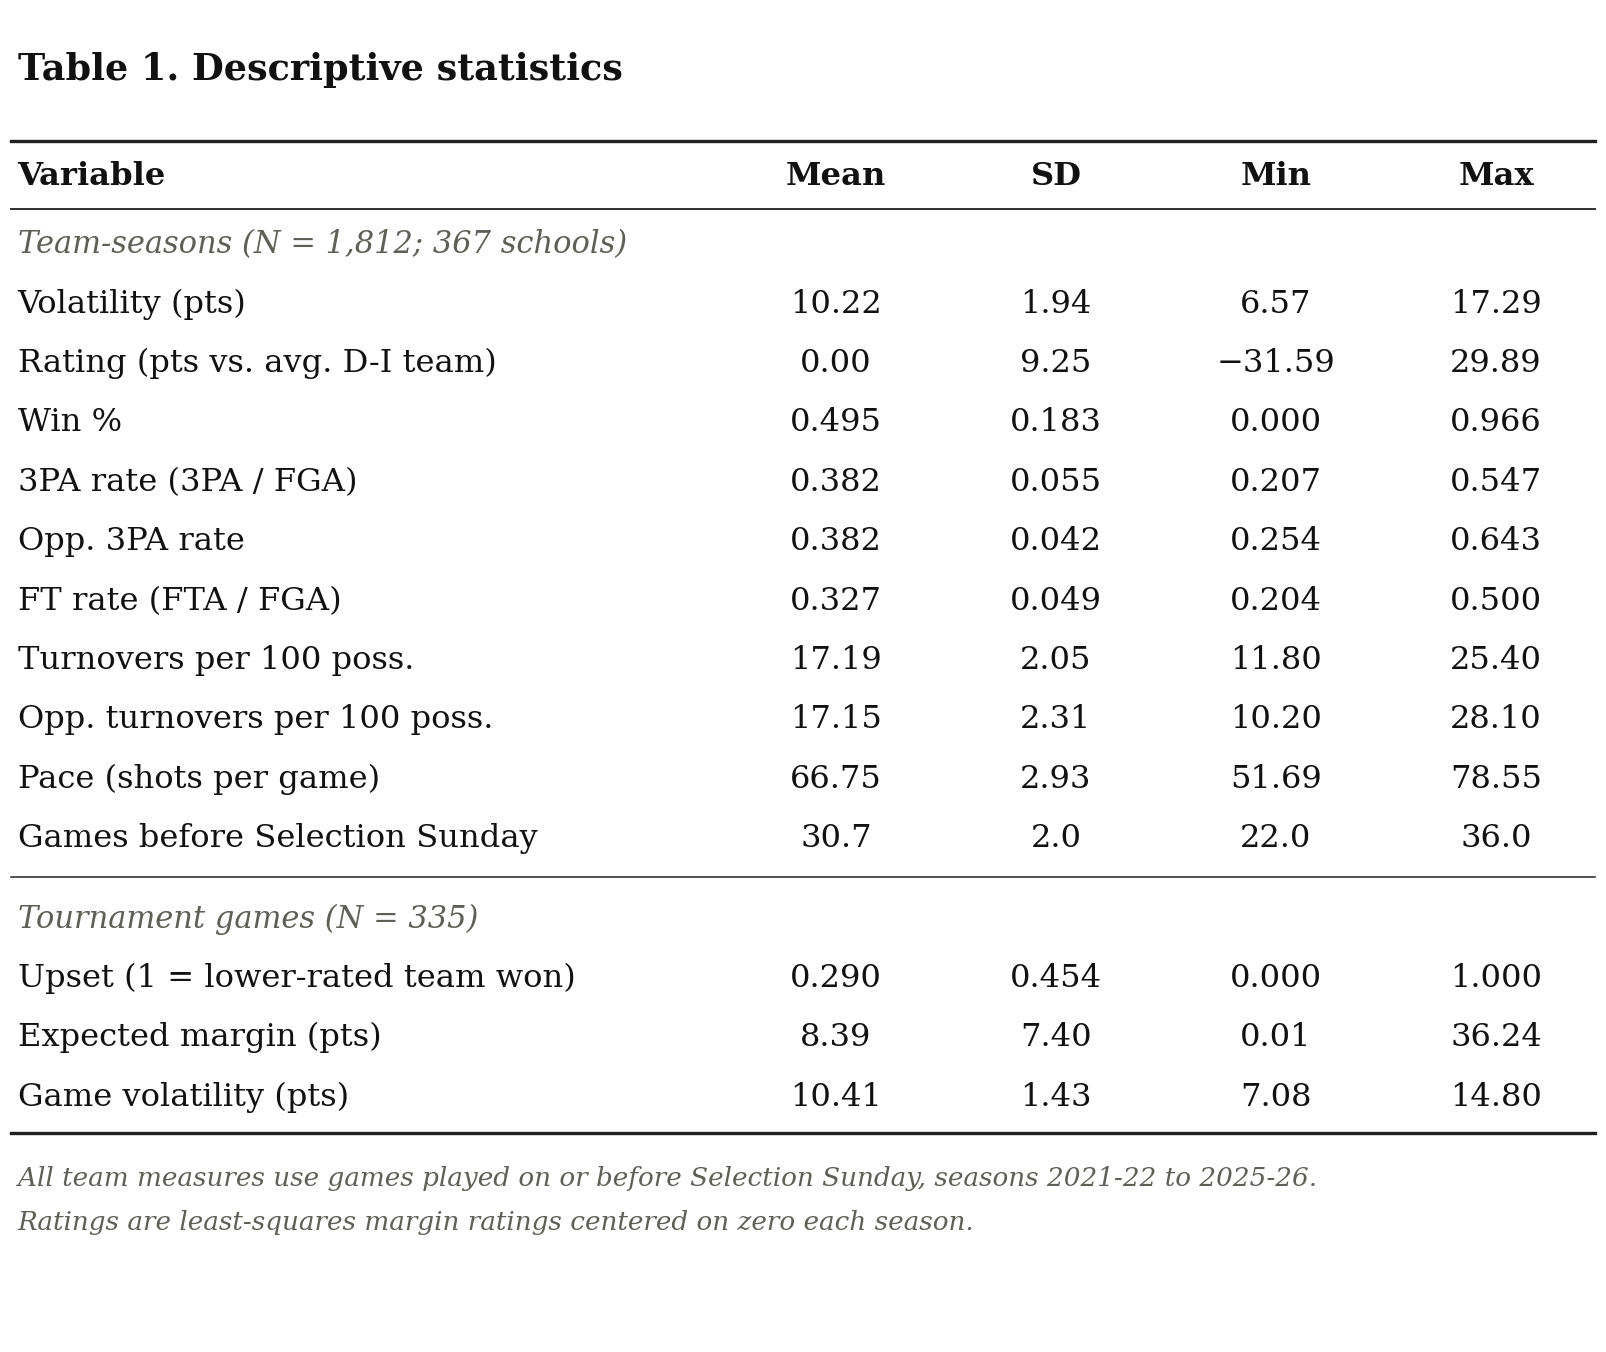 Table 1. Descriptive statistics
Variable Mean SD Min Max
Team-seasons (N = 1,812; 367 schools)
Volatility (pts) 10.22 1.94 6.57 17.29
Rating (pts vs. avg. D-I team) 0.00 9.25 −31.59 29.89
Win % 0.495 0.183 0.000 0.966
3PA rate (3PA / FGA) 0.382 0.055 0.207 0.547
Opp. 3PA rate 0.382 0.042 0.254 0.643
FT rate (FTA / FGA) 0.327 0.049 0.204 0.500
Turnovers per 100 poss. 17.19 2.05 11.80 25.40
Opp. turnovers per 100 poss. 17.15 2.31 10.20 28.10
Pace (shots per game) 66.75 2.93 51.69 78.55
Games before Selection Sunday 30.7 2.0 22.0 36.0
Tournament games (N = 335)
Upset (1 = lower-rated team won) 0.290 0.454 0.000 1.000
Expected margin (pts) 8.39 7.40 0.01 36.24
Game volatility (pts) 10.41 1.43 7.08 14.80
All team measures use games played on or before Selection Sunday, seasons 2021-22 to 2025-26.
Ratings are least-squares margin ratings centered on zero each season.